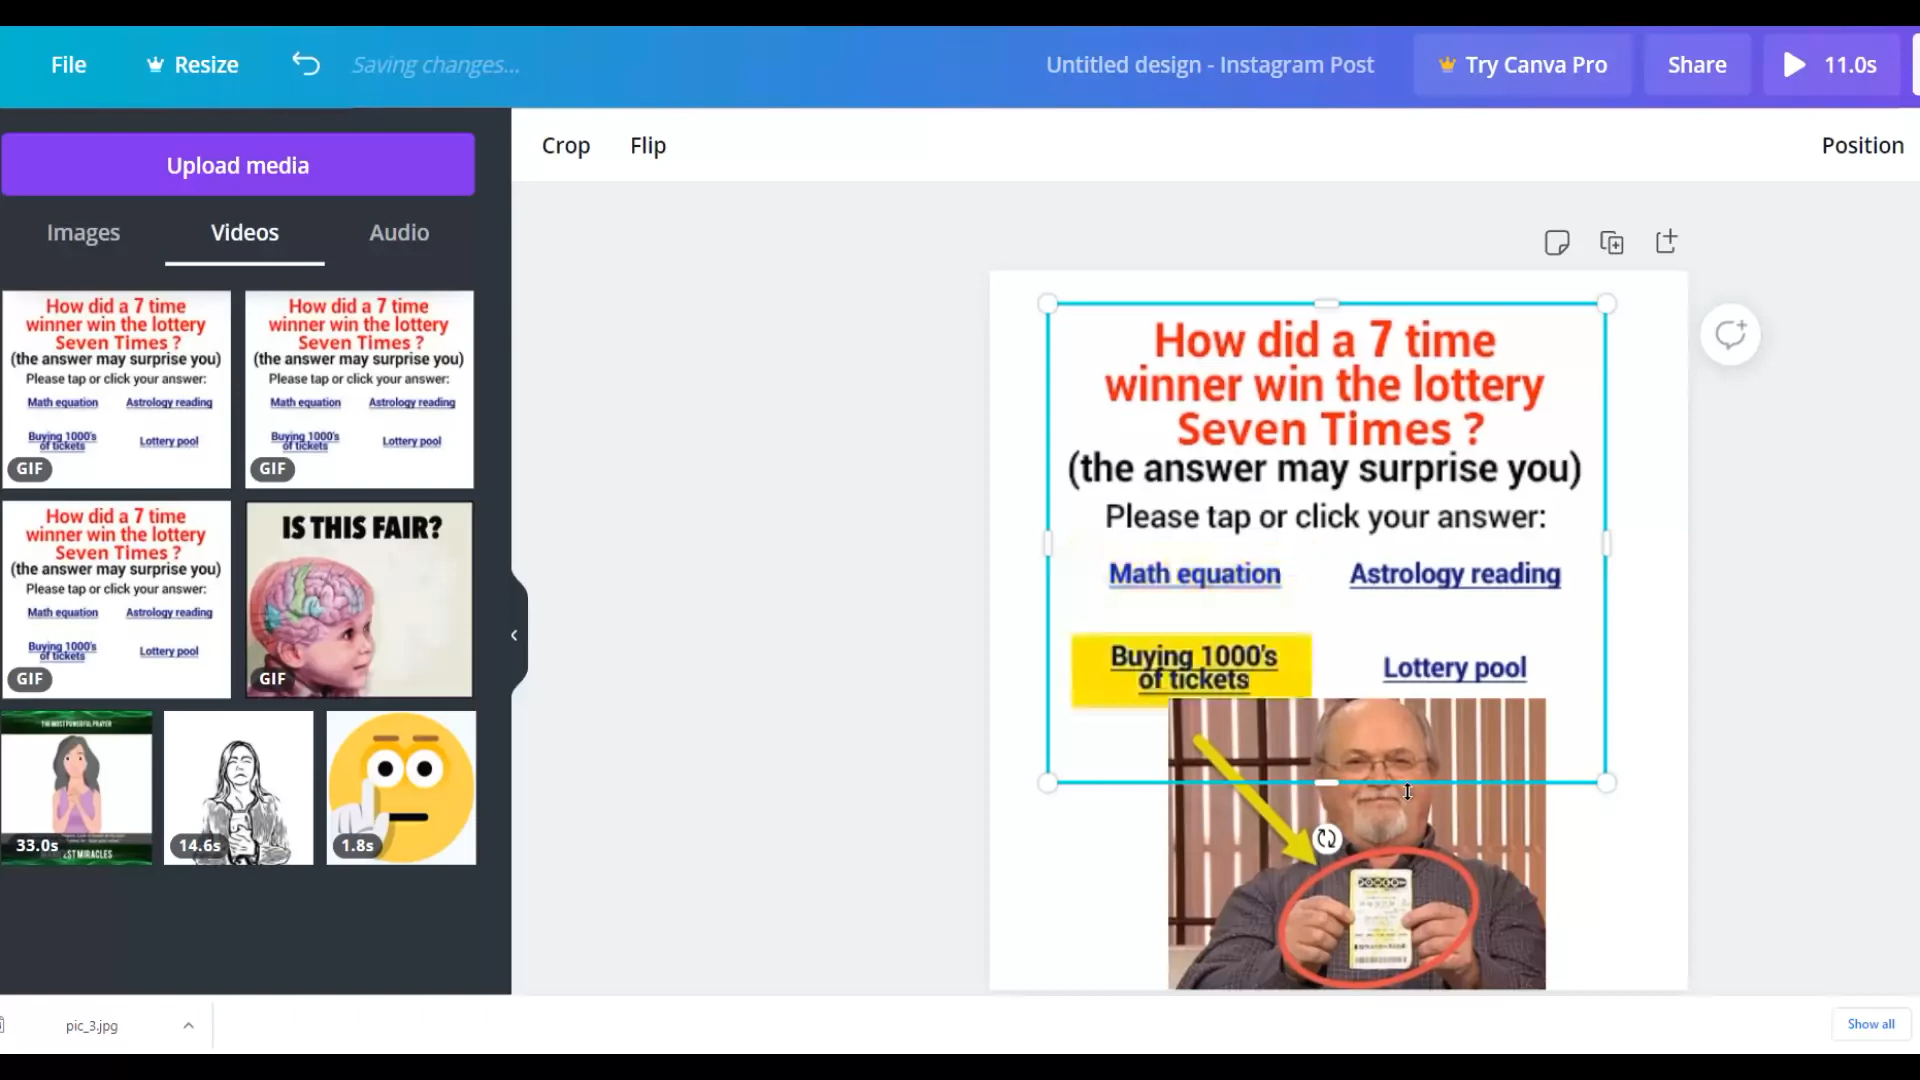 File
Resize
Saving changes...
Untitled design - Instagram Post
Try Canva Pro
Share
11.0s
Upload media
Crop
Flip
Position
Images
Videos
Audio
How did a 7 time
winner win the lottery
Seven Times ?
(the answer may surprise you)
Please tap or click your answer:
Math equation
Astrology reading
Buying 1000's
of tickets
Lottery pool
GIF
How did a 7 time
winner win the lottery
Seven Times ?
(the answer may surprise you)
Please tap or click your answer:
Math equation
Astrology reading
Buying 1000's
of tickets
Lottery pool
GIF
How did a 7 time
winner win the lottery
Seven Times ?
(the answer may surprise you)
Please tap or click your answer:
Math equation
Astrology reading
Buying 1000's
of tickets
Lottery pool
GIF
IS THIS FAIR?
GIF
THE MOST POWERFUL PRAYER
33.0s
ST MIRACLES
14.6s
1.8s
How did a 7 time
winner win the lottery
Seven Times ?
(the answer may surprise you)
Please tap or click your answer:
Math equation
Astrology reading
Buying 1000's
of tickets
Lottery pool
pic_3.jpg
Show all